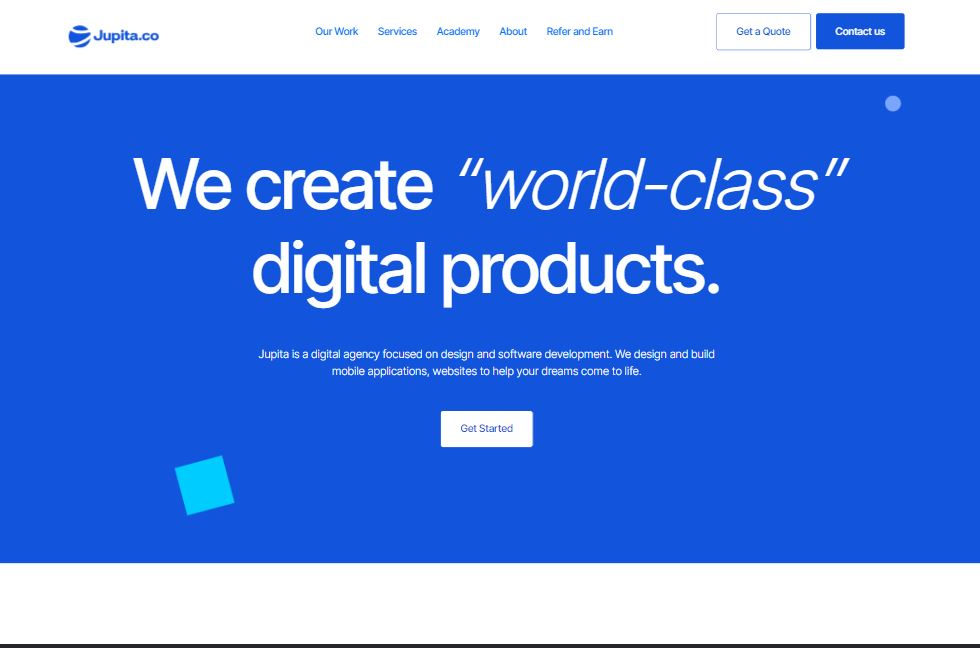 Jupita.co
Our Work
Services
Academy
About
Refer and Earn
Get a Quote
Contact us
We create “world-class”
digital products.
Jupita is a digital agency focused on design and software development. We design and build
mobile applications, websites to help your dreams come to life.
Get Started